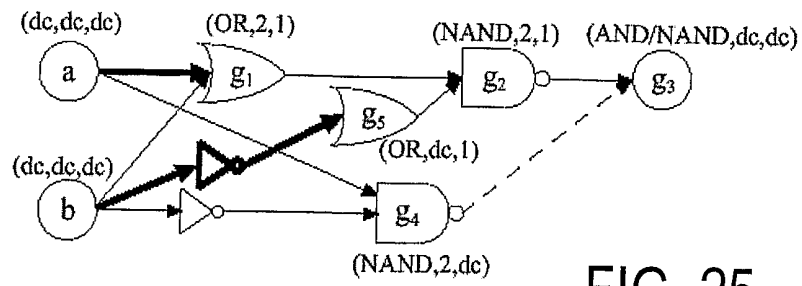 (dc,dc,dc)
(OR,2,1)
(NAND,2,1)
(AND/NAND,dc,dc)
a
g1
g2
g3
g5
(OR,dc,1)
(dc,dc,dc)
b
g4
(NAND,2,dc)
FIG. 25